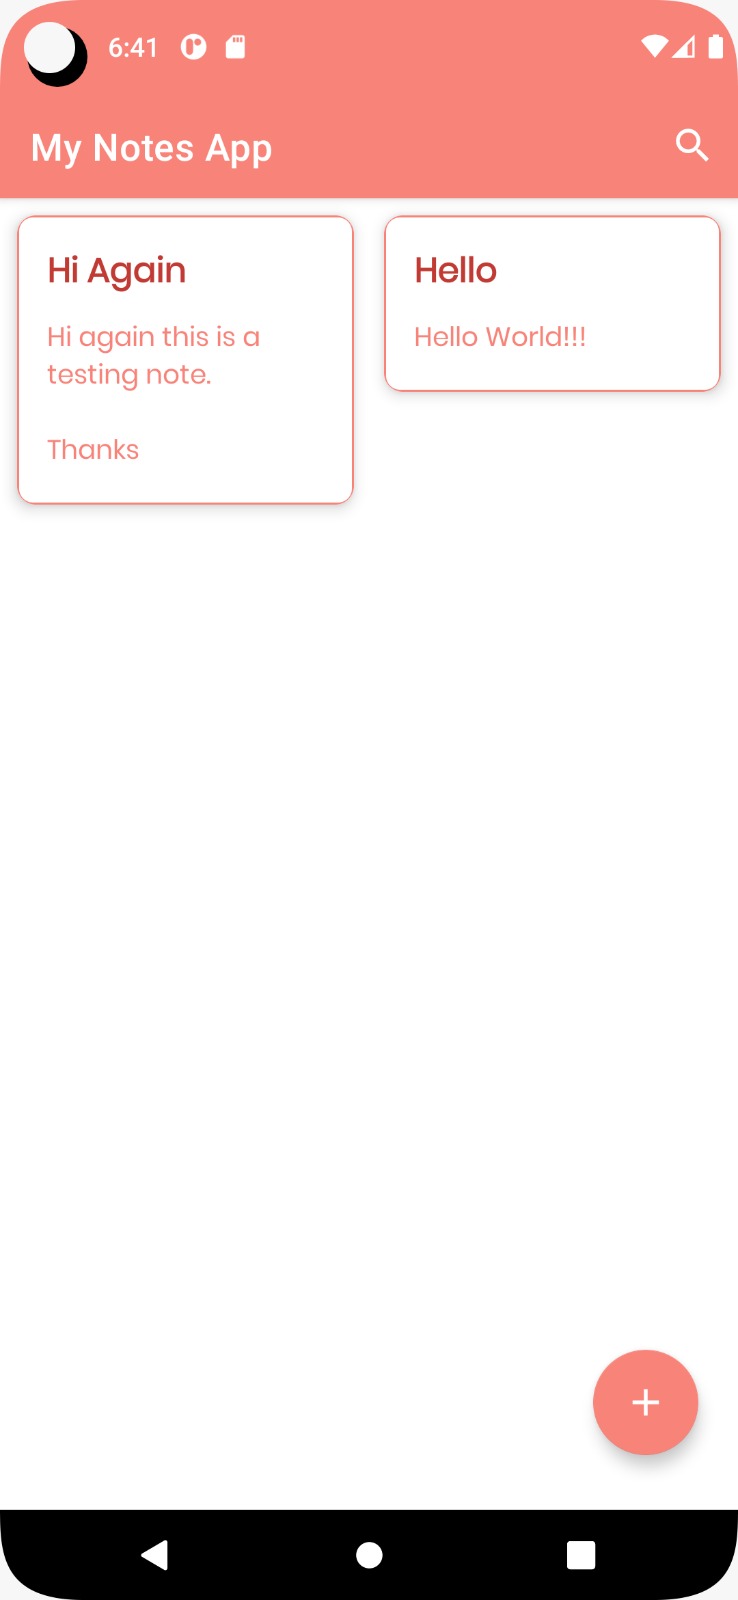 6:41
My Notes App
Hi Again
Hi again this is a
testing note.
Thanks
Hello
Hello World!!!